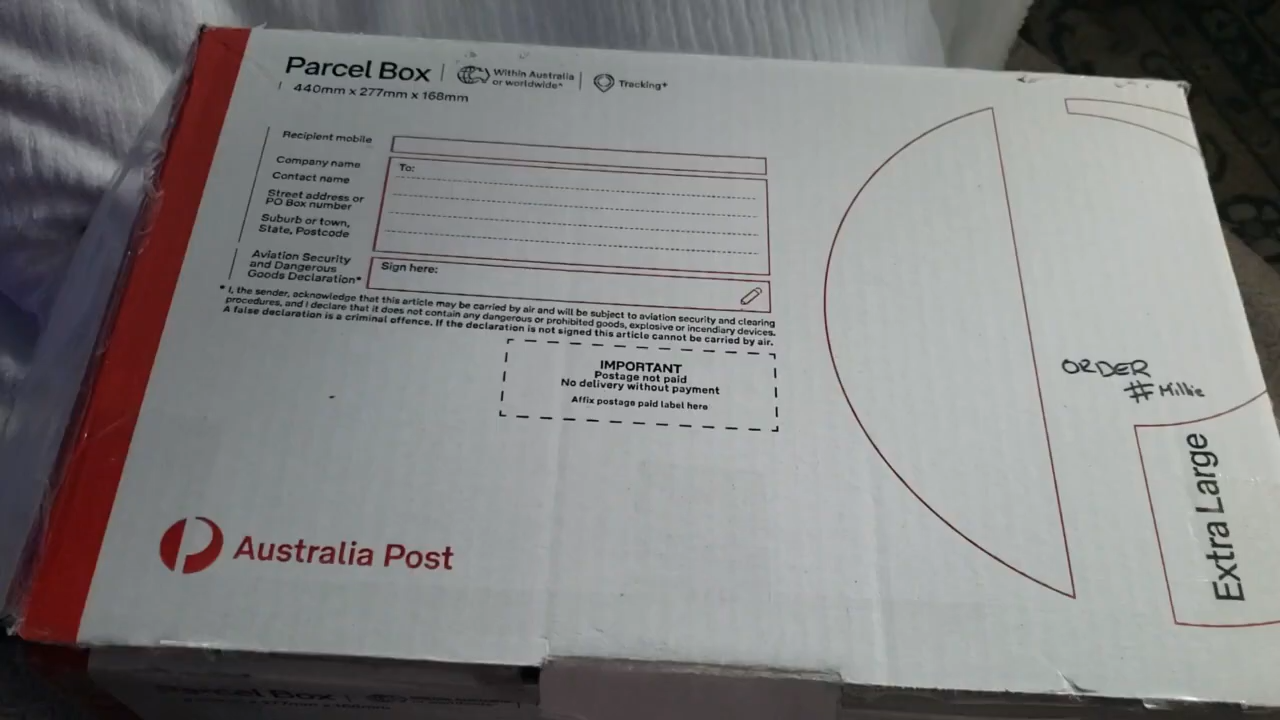 Parcel Box
Within Australia
or worldwide^
Tracking+
440mm x 277mm x 168mm
Recipient mobile
Company name
Contact name
Street address or
PO Box number
Suburb or town,
State, Postcode
To:
Aviation Security
and Dangerous
Goods Declaration*
Sign here:
* I, the sender, acknowledge that this article may be carried by air and will be subject to aviation security and clearing
procedures, and I declare that it does not contain any dangerous or prohibited goods, explosive or incendiary devices.
A false declaration is a criminal offence. If the declaration is not signed this article cannot be carried by air.
IMPORTANT
Postage not paid
No delivery without payment
Affix postage paid label here
ORDER
# Millie
Extra Large
Australia Post
Parcel Box